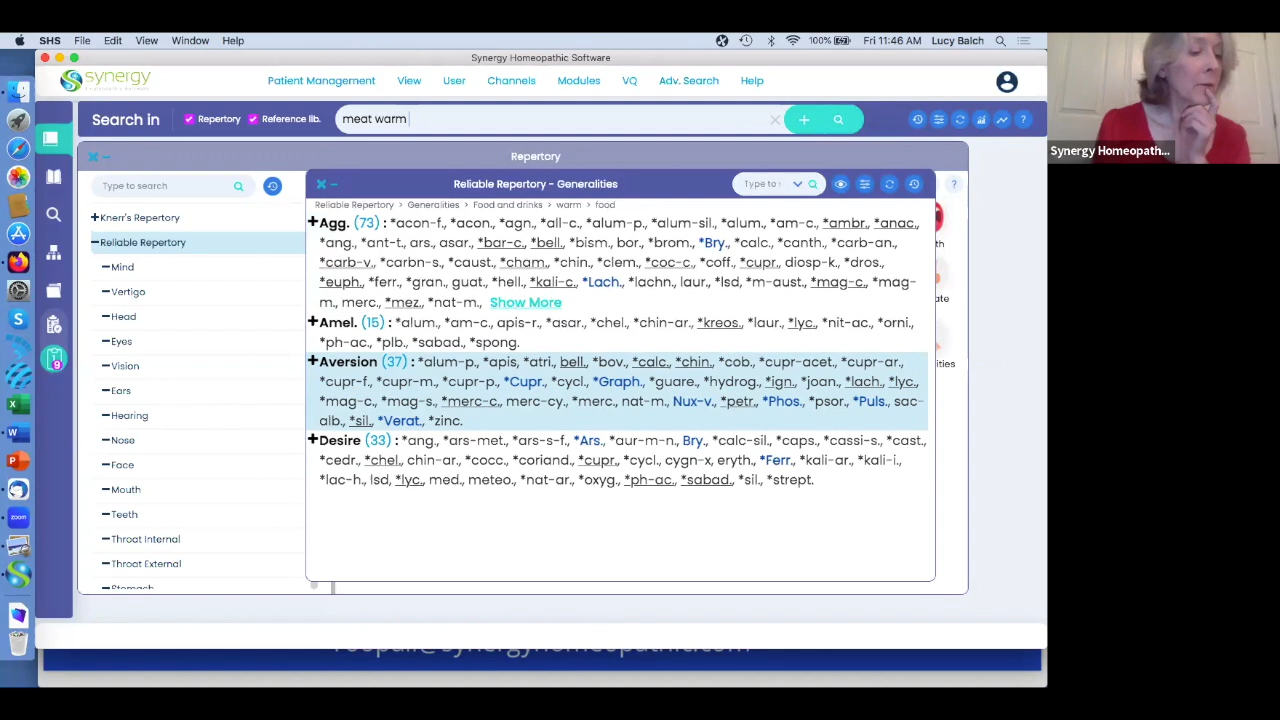 SHS File Edit View Window Help 100% Fri 11:46 AM Lucy Balch
Synergy Homeopathic Software
synergy
Patient Management View User Channels Modules VQ Adv. Search Help
Search in Repertory Reference lib. meat warm
Synergy Homeopath...
Repertory
Type to search
Reliable Repertory - Generalities
Type to s
Reliable Repertory > Generalities > Food and drinks > warm > food
Knerr's Repertory
Reliable Repertory
Mind
Vertigo
Head
Eyes
Vision
Ears
Hearing
Nose
Face
Mouth
Teeth
Throat Internal
Throat External
Stomach
Agg. (73) : *acon-f., *acon., *agn., *all-c., *alum-p., *alum-sil., *alum., *am-c., *ambr., *anac.,
*ang., *ant-t., ars., asar., *bar-c., *bell., *bism., bor., *brom., *Bry., *calc., *canth., *carb-an.,
*carb-v., *carbn-s., *caust., *cham., *chin., *clem., *coc-c., *coff., *cupr., diosp-k., *dros.,
*euph., *ferr., *gran., guat., *hell., *kali-c., *Lach., *lachn., laur., *lsd, *m-aust., *mag-c., *mag-
m., merc., *mez., *nat-m., Show More
Amel. (15) : *alum., *am-c., apis-r., *asar., *chel., *chin-ar., *kreos., *laur., *lyc., *nit-ac., *orni.,
*ph-ac., *plb., *sabad., *spong.
Aversion (37) : *alum-p., *apis, *atri., bell., *bov., *calc., *chin., *cob., *cupr-acet., *cupr-ar.,
*cupr-f., *cupr-m., *cupr-p., *Cupr., *cycl., *Graph., *guare., *hydrog., *ign., *joan., *lach., *lyc.,
*mag-c., *mag-s., *merc-c., merc-cy., *merc., nat-m., Nux-v., *petr., *Phos., *psor., *Puls., sac-
alb., *sil., *Verat., *zinc.
Desire (33) : *ang., *ars-met., *ars-s-f., *Ars., *aur-m-n., Bry., *calc-sil., *caps., *cassi-s., *cast.,
*cedr., *chel., chin-ar., *cocc., *coriand., *cupr., *cycl., cygn-x, eryth., *Ferr., *kali-ar., *kali-i.,
*lac-h., lsd, *lyc., med., meteo., *nat-ar., *oxyg., *ph-ac., *sabad., *sil., *strept.
th
ate
ities
9
zoom